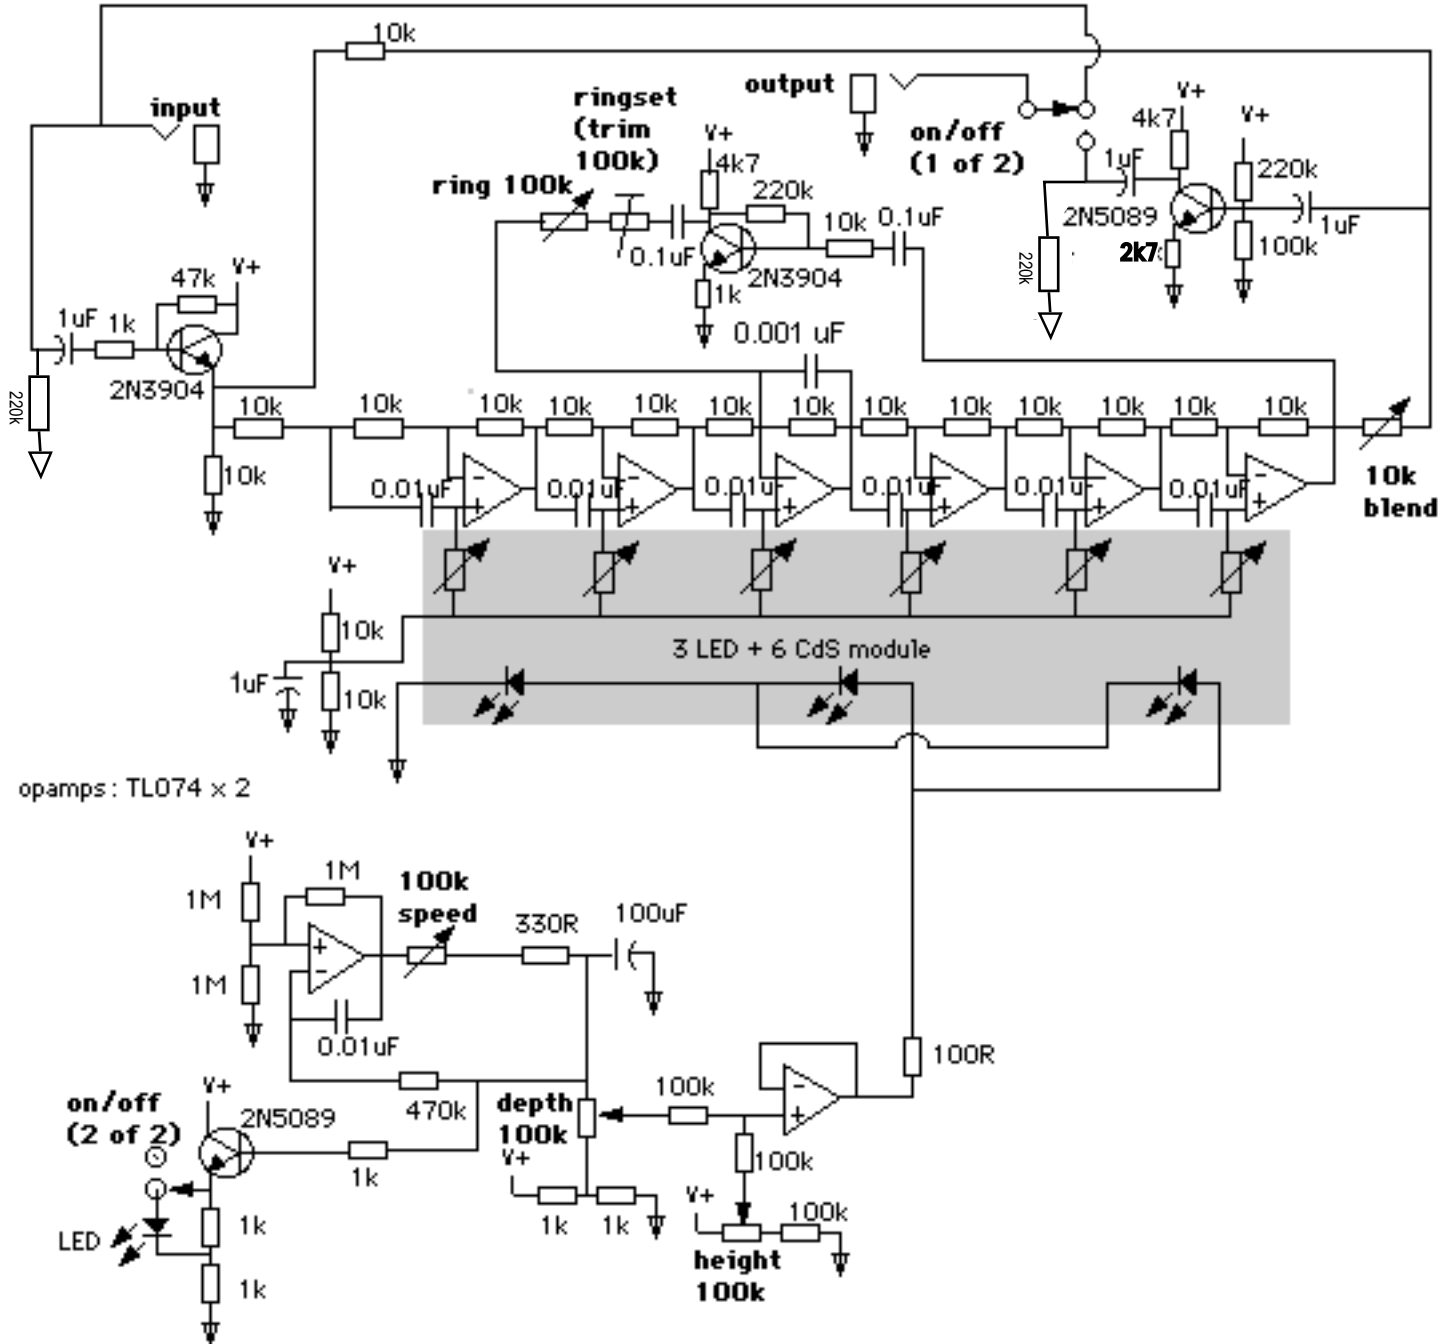 10k
input
output
ringset
(trim
100k)
on/off
(1 of 2)
V+
4k7
V+
220k
1uF
2N5089
1uF
2k7
100k
220k
ring 100k
V+
4k7
220k
10k
0.1uF
0.1uF
2N3904
1k
0.001 uF
V+
47k
1uF
1k
2N3904
220k
10k
10k
10k
10k
10k
10k
10k
10k
10k
10k
10k
10k
10k
10k
0.01uF
0.01uF
0.01uF
0.01uF
0.01uF
0.01uF
-
+
-
+
-
+
-
+
-
+
-
+
10k
blend
V+
10k
1uF
10k
3 LED + 6 CdS module
opamps: TL074 x 2
V+
1M
1M
1M
+
-
0.01uF
100k
speed
330R
100uF
470k
on/off
(2 of 2)
V+
2N5089
1k
LED
1k
1k
depth
100k
V+
1k
1k
100k
-
+
100R
100k
V+
100k
height
100k